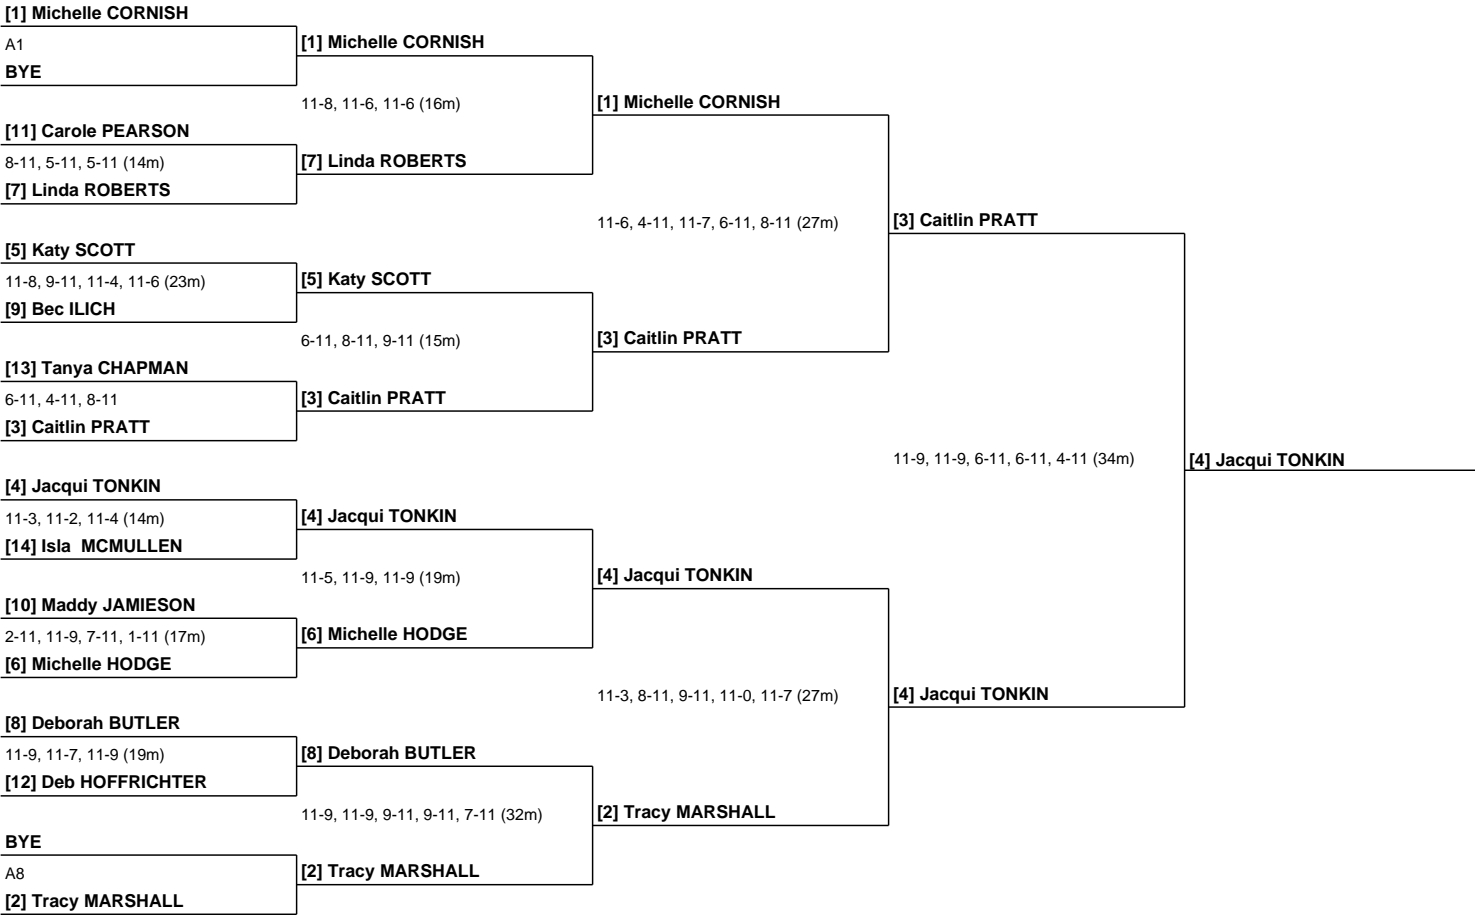 [1] Michelle CORNISH
A1
BYE
[11] Carole PEARSON
8-11, 5-11, 5-11 (14m)
[7] Linda ROBERTS
[5] Katy SCOTT
11-8, 9-11, 11-4, 11-6 (23m)
[9] Bec ILICH
[13] Tanya CHAPMAN
6-11, 4-11, 8-11
[3] Caitlin PRATT
[4] Jacqui TONKIN
11-3, 11-2, 11-4 (14m)
[14] Isla  MCMULLEN
[10] Maddy JAMIESON
2-11, 11-9, 7-11, 1-11 (17m)
[6] Michelle HODGE
[8] Deborah BUTLER
11-9, 11-7, 11-9 (19m)
[12] Deb HOFFRICHTER
BYE
A8
[2] Tracy MARSHALL
[1] Michelle CORNISH
11-8, 11-6, 11-6 (16m)
[7] Linda ROBERTS
[5] Katy SCOTT
6-11, 8-11, 9-11 (15m)
[3] Caitlin PRATT
[4] Jacqui TONKIN
11-5, 11-9, 11-9 (19m)
[6] Michelle HODGE
[8] Deborah BUTLER
11-9, 11-9, 9-11, 9-11, 7-11 (32m)
[2] Tracy MARSHALL
[1] Michelle CORNISH
11-6, 4-11, 11-7, 6-11, 8-11 (27m)
[3] Caitlin PRATT
[4] Jacqui TONKIN
11-3, 8-11, 9-11, 11-0, 11-7 (27m)
[2] Tracy MARSHALL
[3] Caitlin PRATT
11-9, 11-9, 6-11, 6-11, 4-11 (34m)
[4] Jacqui TONKIN
[4] Jacqui TONKIN